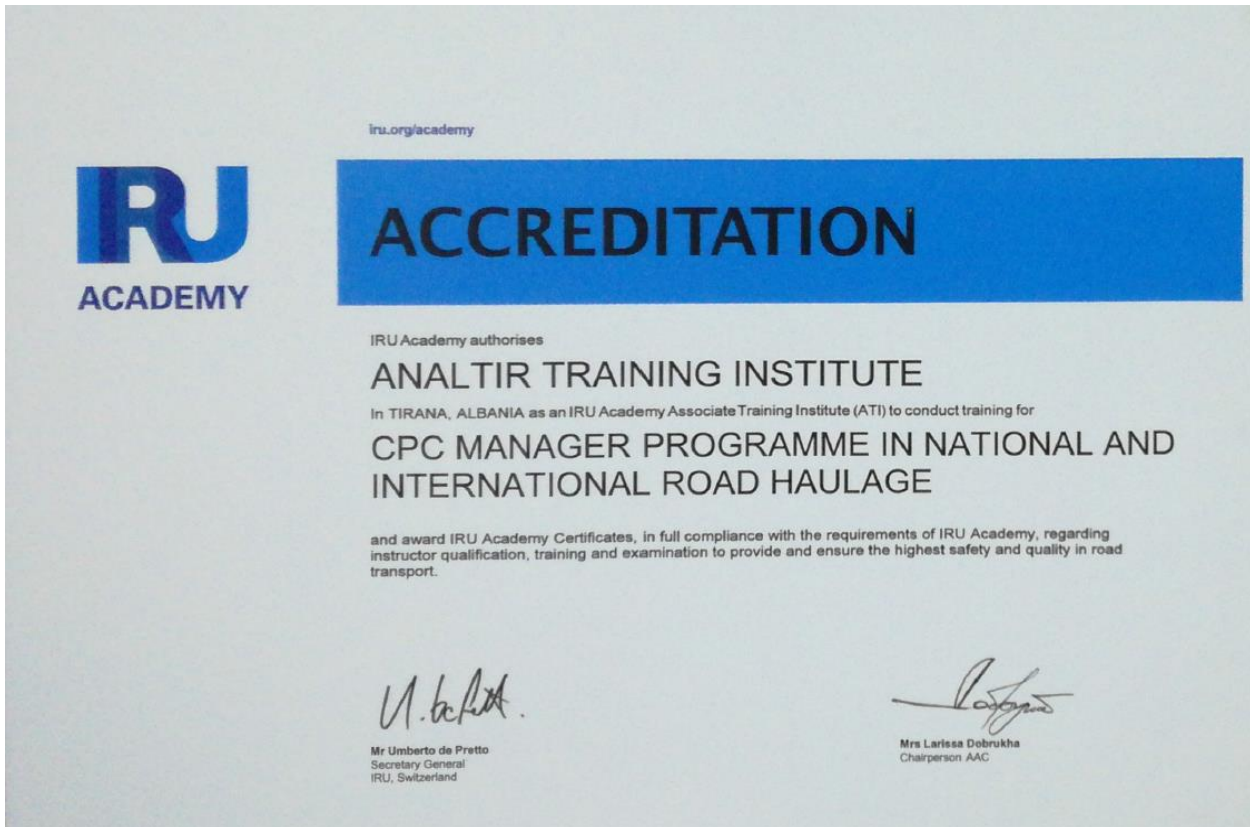 iru.org/academy
IRU
ACADEMY
ACCREDITATION
IRU Academy authorises
ANALTIR TRAINING INSTITUTE
In TIRANA, ALBANIA as an IRU Academy Associate Training Institute (ATI) to conduct training for
CPC MANAGER PROGRAMME IN NATIONAL AND
INTERNATIONAL ROAD HAULAGE
and award IRU Academy Certificates, in full compliance with the requirements of IRU Academy, regarding
instructor qualification, training and examination to provide and ensure the highest safety and quality in road
transport.
Mr Umberto de Pretto
Secretary General
IRU, Switzerland
Mrs Larissa Dobrukha
Chairperson AAC